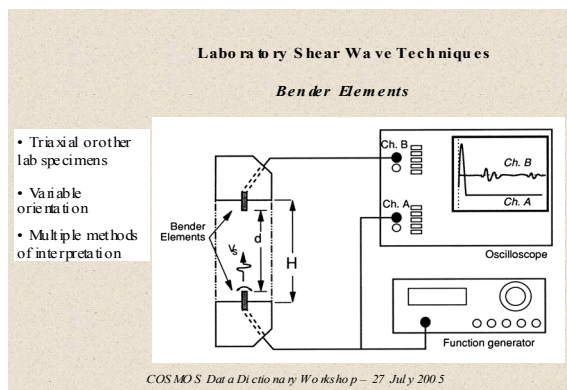 Laboratory Shear Wave Techniques
Bender Elements
• Triaxial or other
lab specimens
• Variable
orientation
• Multiple methods
of interpretation
Ch. B
Ch. B
Ch. A
Ch. A
Bender
Elements
Vs
d
H
Oscilloscope
Function generator
COSMOS Data Dictionary Workshop – 27 July 2005